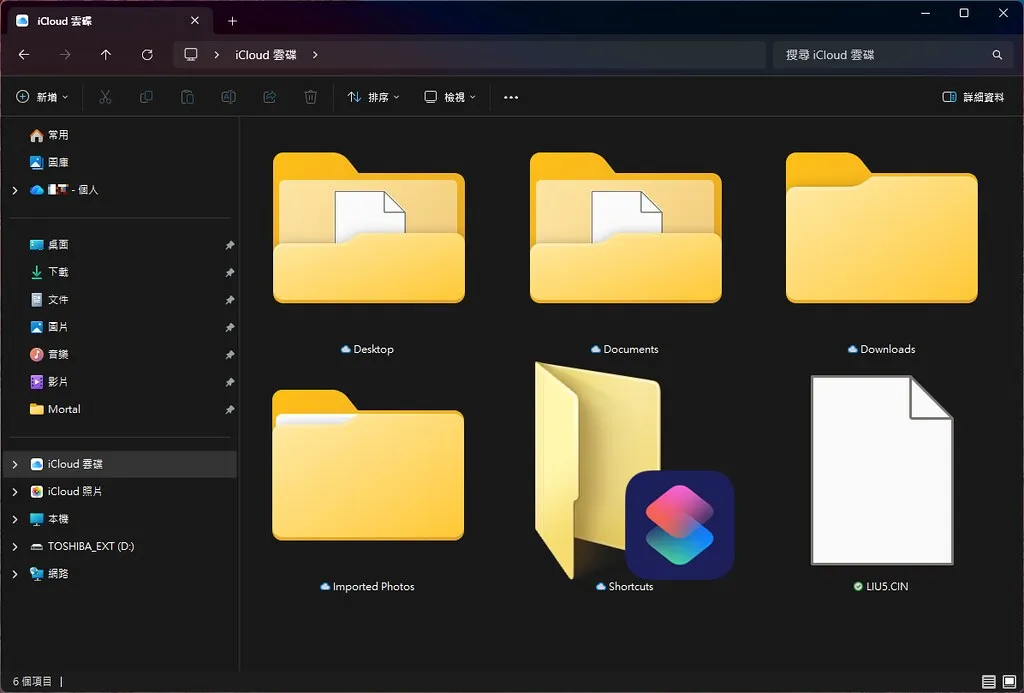 iCloud 雲碟
iCloud 雲碟
搜尋 iCloud 雲碟
新增
排序
檢視
詳細資料
常用
圖庫
- 個人
桌面
下載
文件
圖片
音樂
影片
Mortal
iCloud 雲碟
iCloud 照片
本機
TOSHIBA_EXT (D:)
網路
Desktop
Documents
Downloads
Imported Photos
Shortcuts
LIU5.CIN
6 個項目